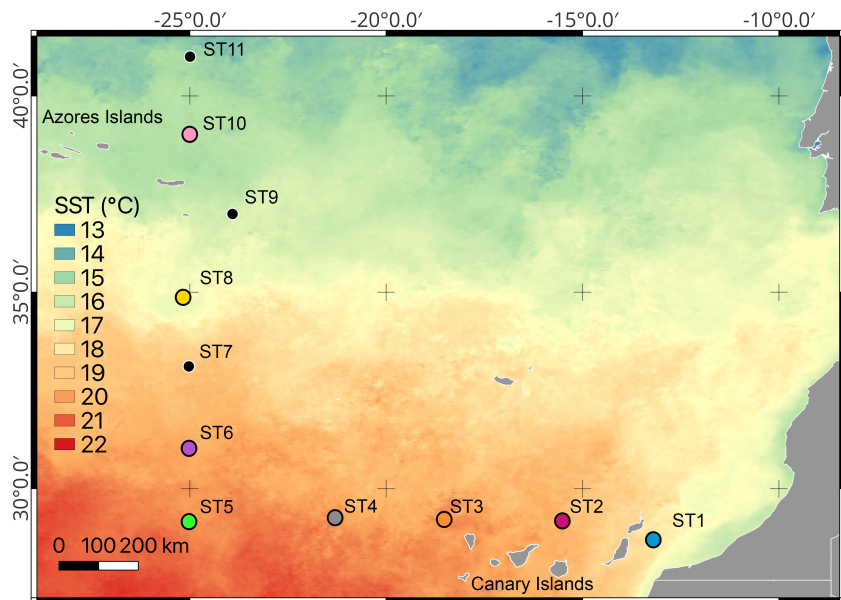 -25°0.0′ -20°0.0′ -15°0.0′ -10°0.0′
ST11
40°0.0′
Azores Islands
ST10
ST9
SST (°C)
13
14
15
16
17
18
19
20
21
22
ST8
35°0.0′
ST7
ST6
30°0.0′
ST5 ST4 ST3 ST2 ST1
0 100 200 km
Canary Islands